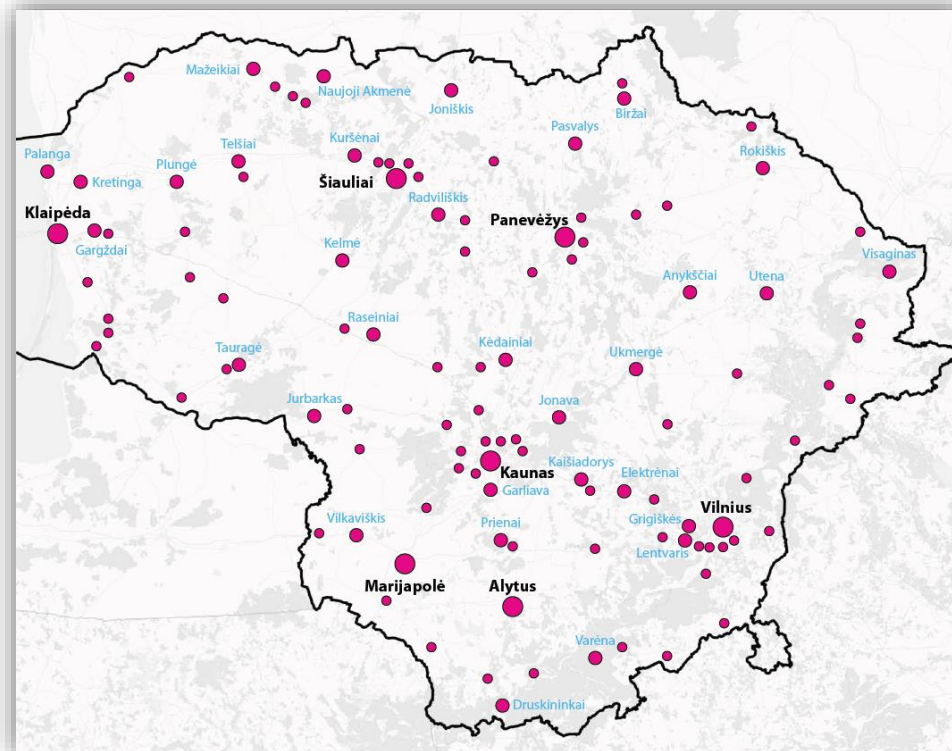 Mažeikiai
Naujoji Akmenė
Joniškis
Biržai
Pasvalys
Rokiškis
Kuršėnai
Telšiai
Plungė
Palanga
Kretinga
Šiauliai
Radviliškis
Klaipėda
Gargždai
Panevėžys
Kelmė
Visaginas
Anykščiai
Utena
Raseiniai
Tauragė
Kėdainiai
Ukmergė
Jurbarkas
Jonava
Kaunas
Kaišiadorys
Elektrėnai
Garliava
Vilnius
Grigiškės
Lentvaris
Vilkaviškis
Prienai
Marijapolė
Alytus
Varėna
Druskininkai